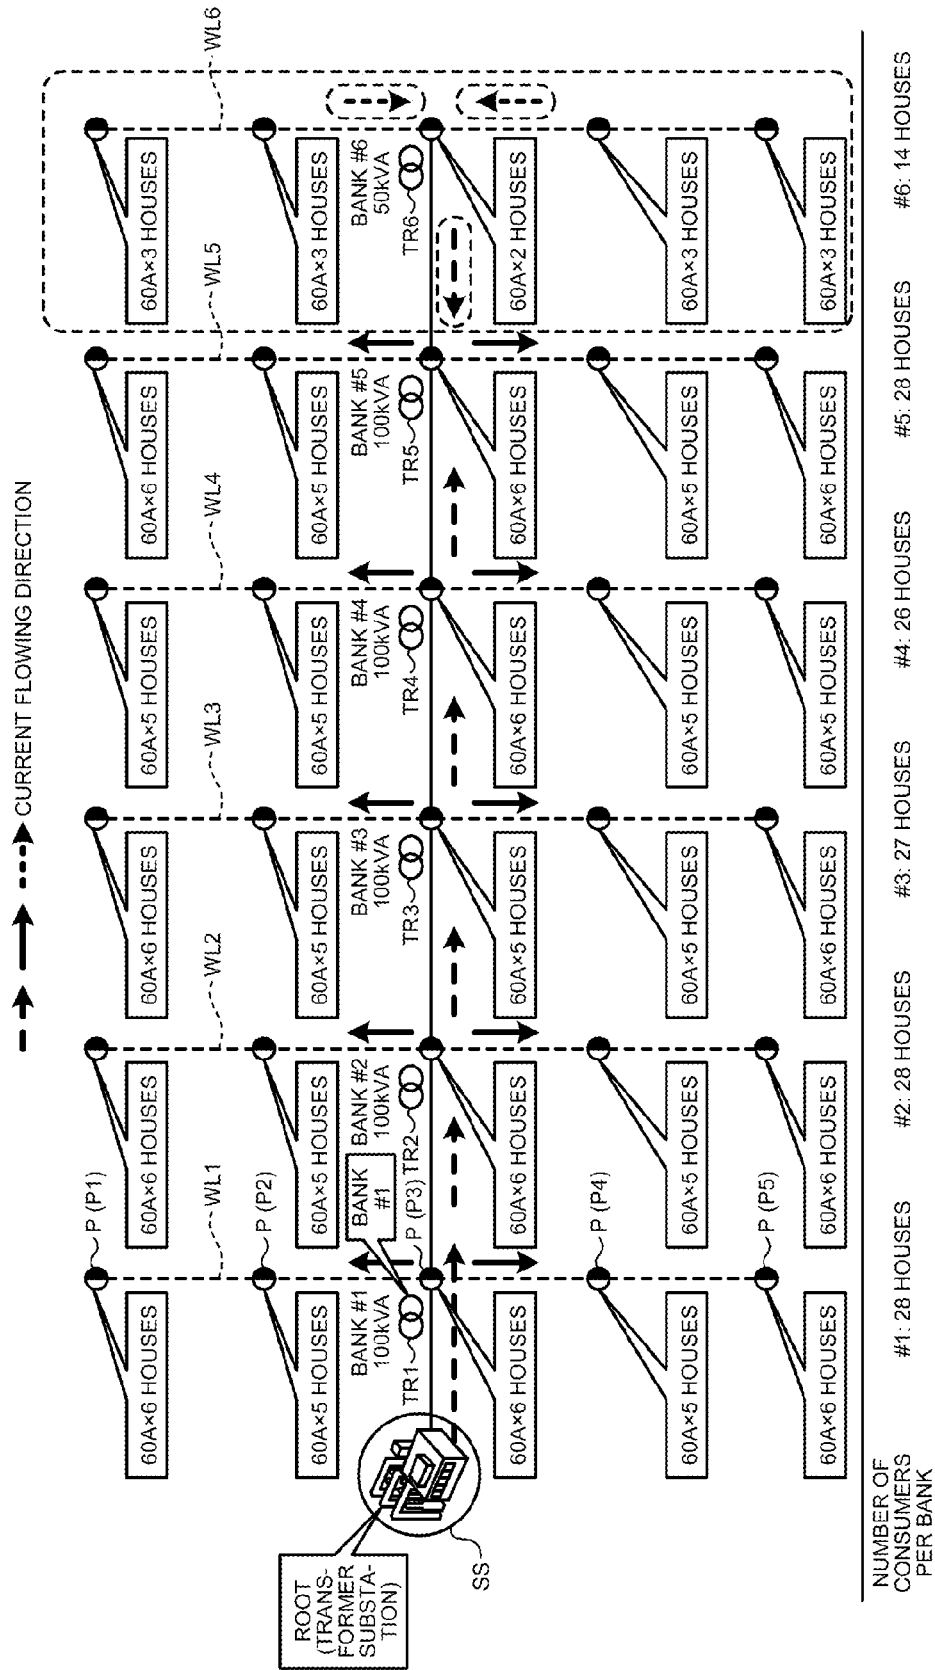 CURRENT FLOWING DIRECTION
P (P1)
60A×6 HOUSES
60A×6 HOUSES
60A×6 HOUSES
60A×5 HOUSES
60A×6 HOUSES
60A×3 HOUSES
WL1
WL2
WL3
WL4
WL5
WL6
P (P2)
60A×5 HOUSES
60A×5 HOUSES
60A×5 HOUSES
60A×5 HOUSES
60A×5 HOUSES
60A×3 HOUSES
ROOT
(TRANS-
FORMER
SUBSTA-
TION)
SS
BANK #1
100kVA
TR1
BANK
#1
P (P3)
BANK #2
100kVA
TR2
BANK #3
100kVA
TR3
BANK #4
100kVA
TR4
BANK #5
100kVA
TR5
BANK #6
50kVA
TR6
60A×6 HOUSES
60A×6 HOUSES
60A×5 HOUSES
60A×6 HOUSES
60A×6 HOUSES
60A×2 HOUSES
P (P4)
60A×5 HOUSES
60A×5 HOUSES
60A×5 HOUSES
60A×5 HOUSES
60A×5 HOUSES
60A×3 HOUSES
P (P5)
60A×6 HOUSES
60A×6 HOUSES
60A×6 HOUSES
60A×5 HOUSES
60A×6 HOUSES
60A×3 HOUSES
NUMBER OF
CONSUMERS
PER BANK
#1: 28 HOUSES
#2: 28 HOUSES
#3: 27 HOUSES
#4: 26 HOUSES
#5: 28 HOUSES
#6: 14 HOUSES